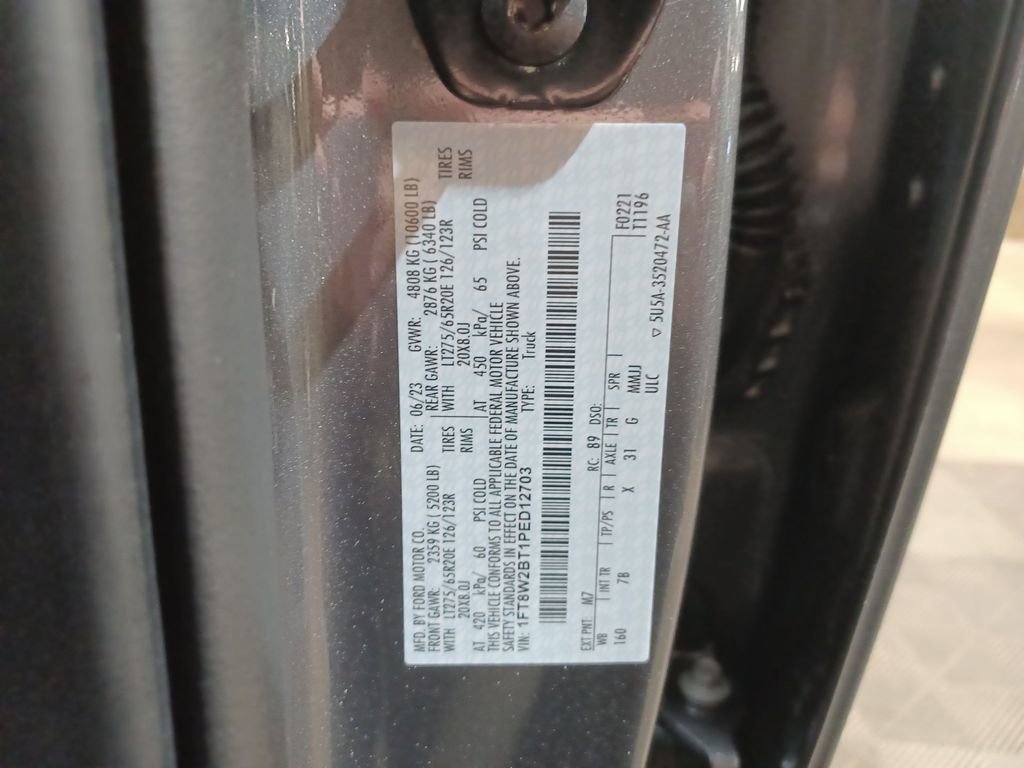 MFD. BY FORD MOTOR CO.
DATE: 06/23 GVWR: 4808 KG (10600 LB)
FRONT GAWR: 2359 KG ( 5200 LB)
REAR GAWR: 2876 KG ( 6340 LB)
WITH LT275/65R20E 126/123R TIRES
WITH LT275/65R20E 126/123R TIRES
20X8.0J RIMS
20X8.0J RIMS
AT 420 kPa/ 60 PSI COLD
AT 450 kPa/ 65 PSI COLD
THIS VEHICLE CONFORMS TO ALL APPLICABLE FEDERAL MOTOR VEHICLE
SAFETY STANDARDS IN EFFECT ON THE DATE OF MANUFACTURE SHOWN ABOVE.
VIN: 1FT8W2BT1PED12703 TYPE: Truck
EXT PNT: M7 RC: 89 DSO: F0221
WB INT TR TP/PS R AXLE TR SPR T1196
160 7B X 31 G MMUJ
ULC
▽ 5U5A-3520472-AA